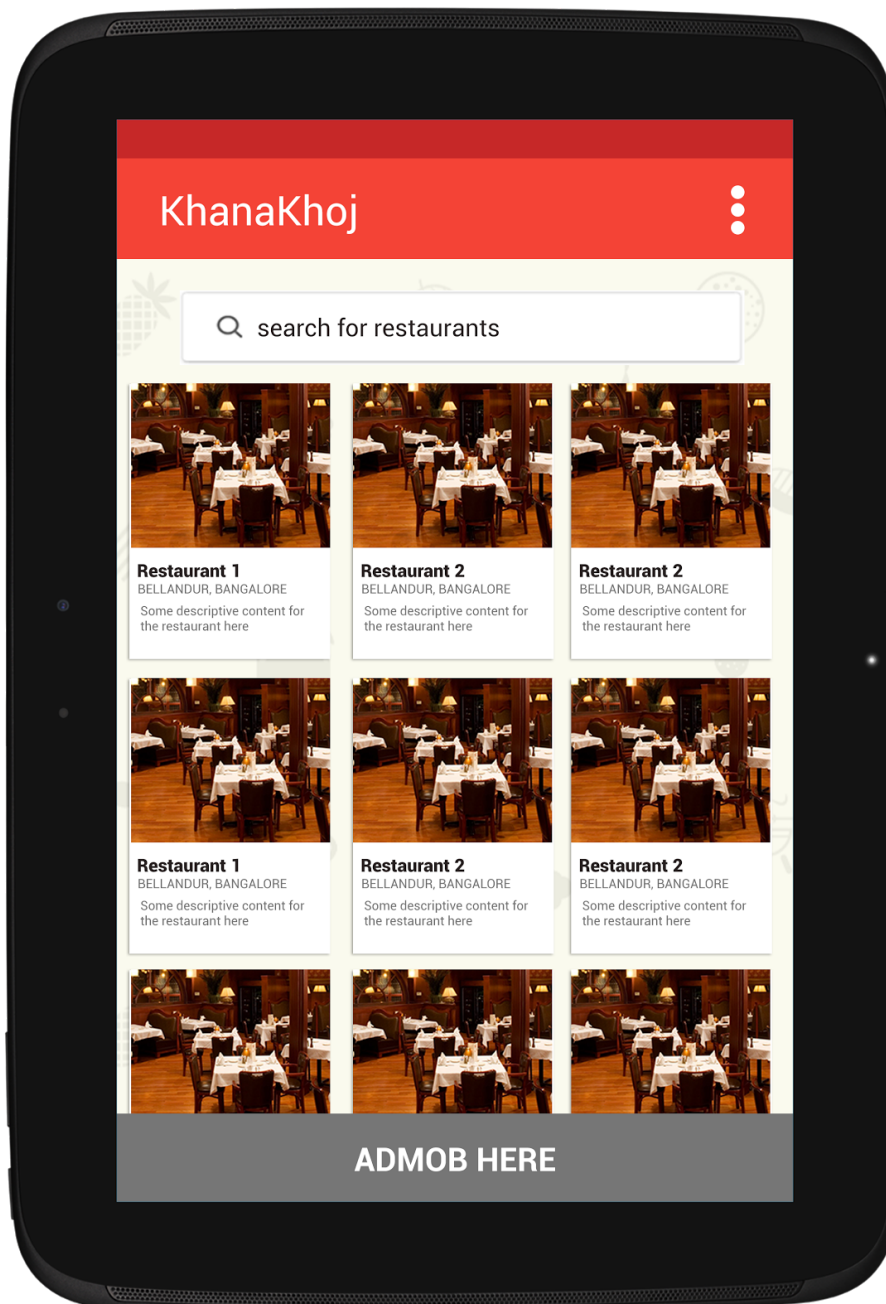 KhanaKhoj
search for restaurants
Restaurant 1
BELLANDUR, BANGALORE
Some descriptive content for
the restaurant here
Restaurant 2
BELLANDUR, BANGALORE
Some descriptive content for
the restaurant here
Restaurant 2
BELLANDUR, BANGALORE
Some descriptive content for
the restaurant here
Restaurant 1
BELLANDUR, BANGALORE
Some descriptive content for
the restaurant here
Restaurant 2
BELLANDUR, BANGALORE
Some descriptive content for
the restaurant here
Restaurant 2
BELLANDUR, BANGALORE
Some descriptive content for
the restaurant here
ADMOB HERE